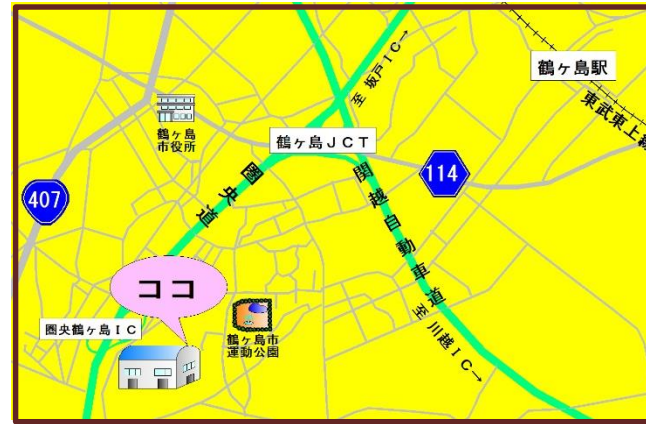 至 坂戸IC→
鶴ヶ島駅
東武東上線
鶴ヶ島
市役所
鶴ヶ島JCT
圏央道
関越自動車道
114
407
ココ
圏央鶴ヶ島IC
鶴ヶ島市
運動公園
至 川越IC→